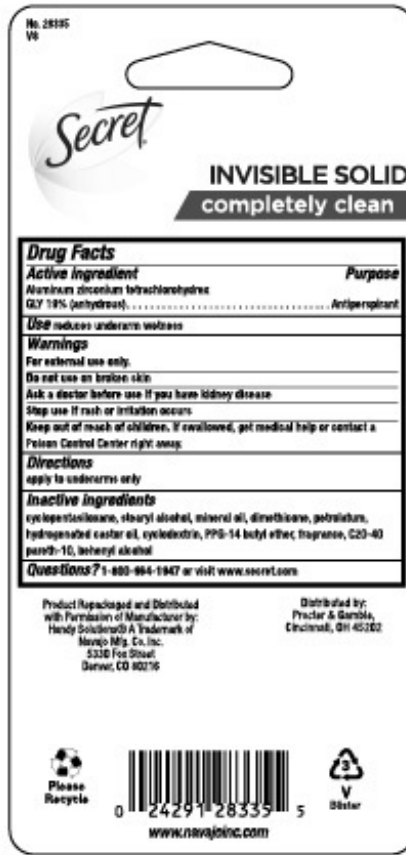 No. 28335
V6
Secret
INVISIBLE SOLID
completely clean
Drug Facts
Active ingredient Purpose
Aluminum zirconium tetrachlorohydrex
GLY 19% (anhydrous)........Antiperspirant
Use reduces underarm wetness
Warnings
For external use only.
Do not use on broken skin
Ask a doctor before use if you have kidney disease
Stop use if rash or irritation occurs
Keep out of reach of children. If swallowed, get medical help or contact a
Poison Control Center right away.
Directions
apply to underarms only
Inactive ingredients
cyclopentasiloxane, stearyl alcohol, mineral oil, dimethicone, petrolatum,
hydrogenated castor oil, cyclodextrin, PPG-14 butyl ether, fragrance, C20-40
pareth-10, behenyl alcohol
Questions? 1-800-964-1947 or visit www.secret.com
Product Repackaged and Distributed
with Permission of Manufacturer by:
Handy Solutions® A Trademark of
Navajo Mfg. Co. Inc.
5330 Fox Street
Denver, CO 80216
Distributed by:
Procter & Gamble,
Cincinnati, OH 45202
Please
Recycle
0 24291 28335 5
www.navajoinc.com
3
V
Blister